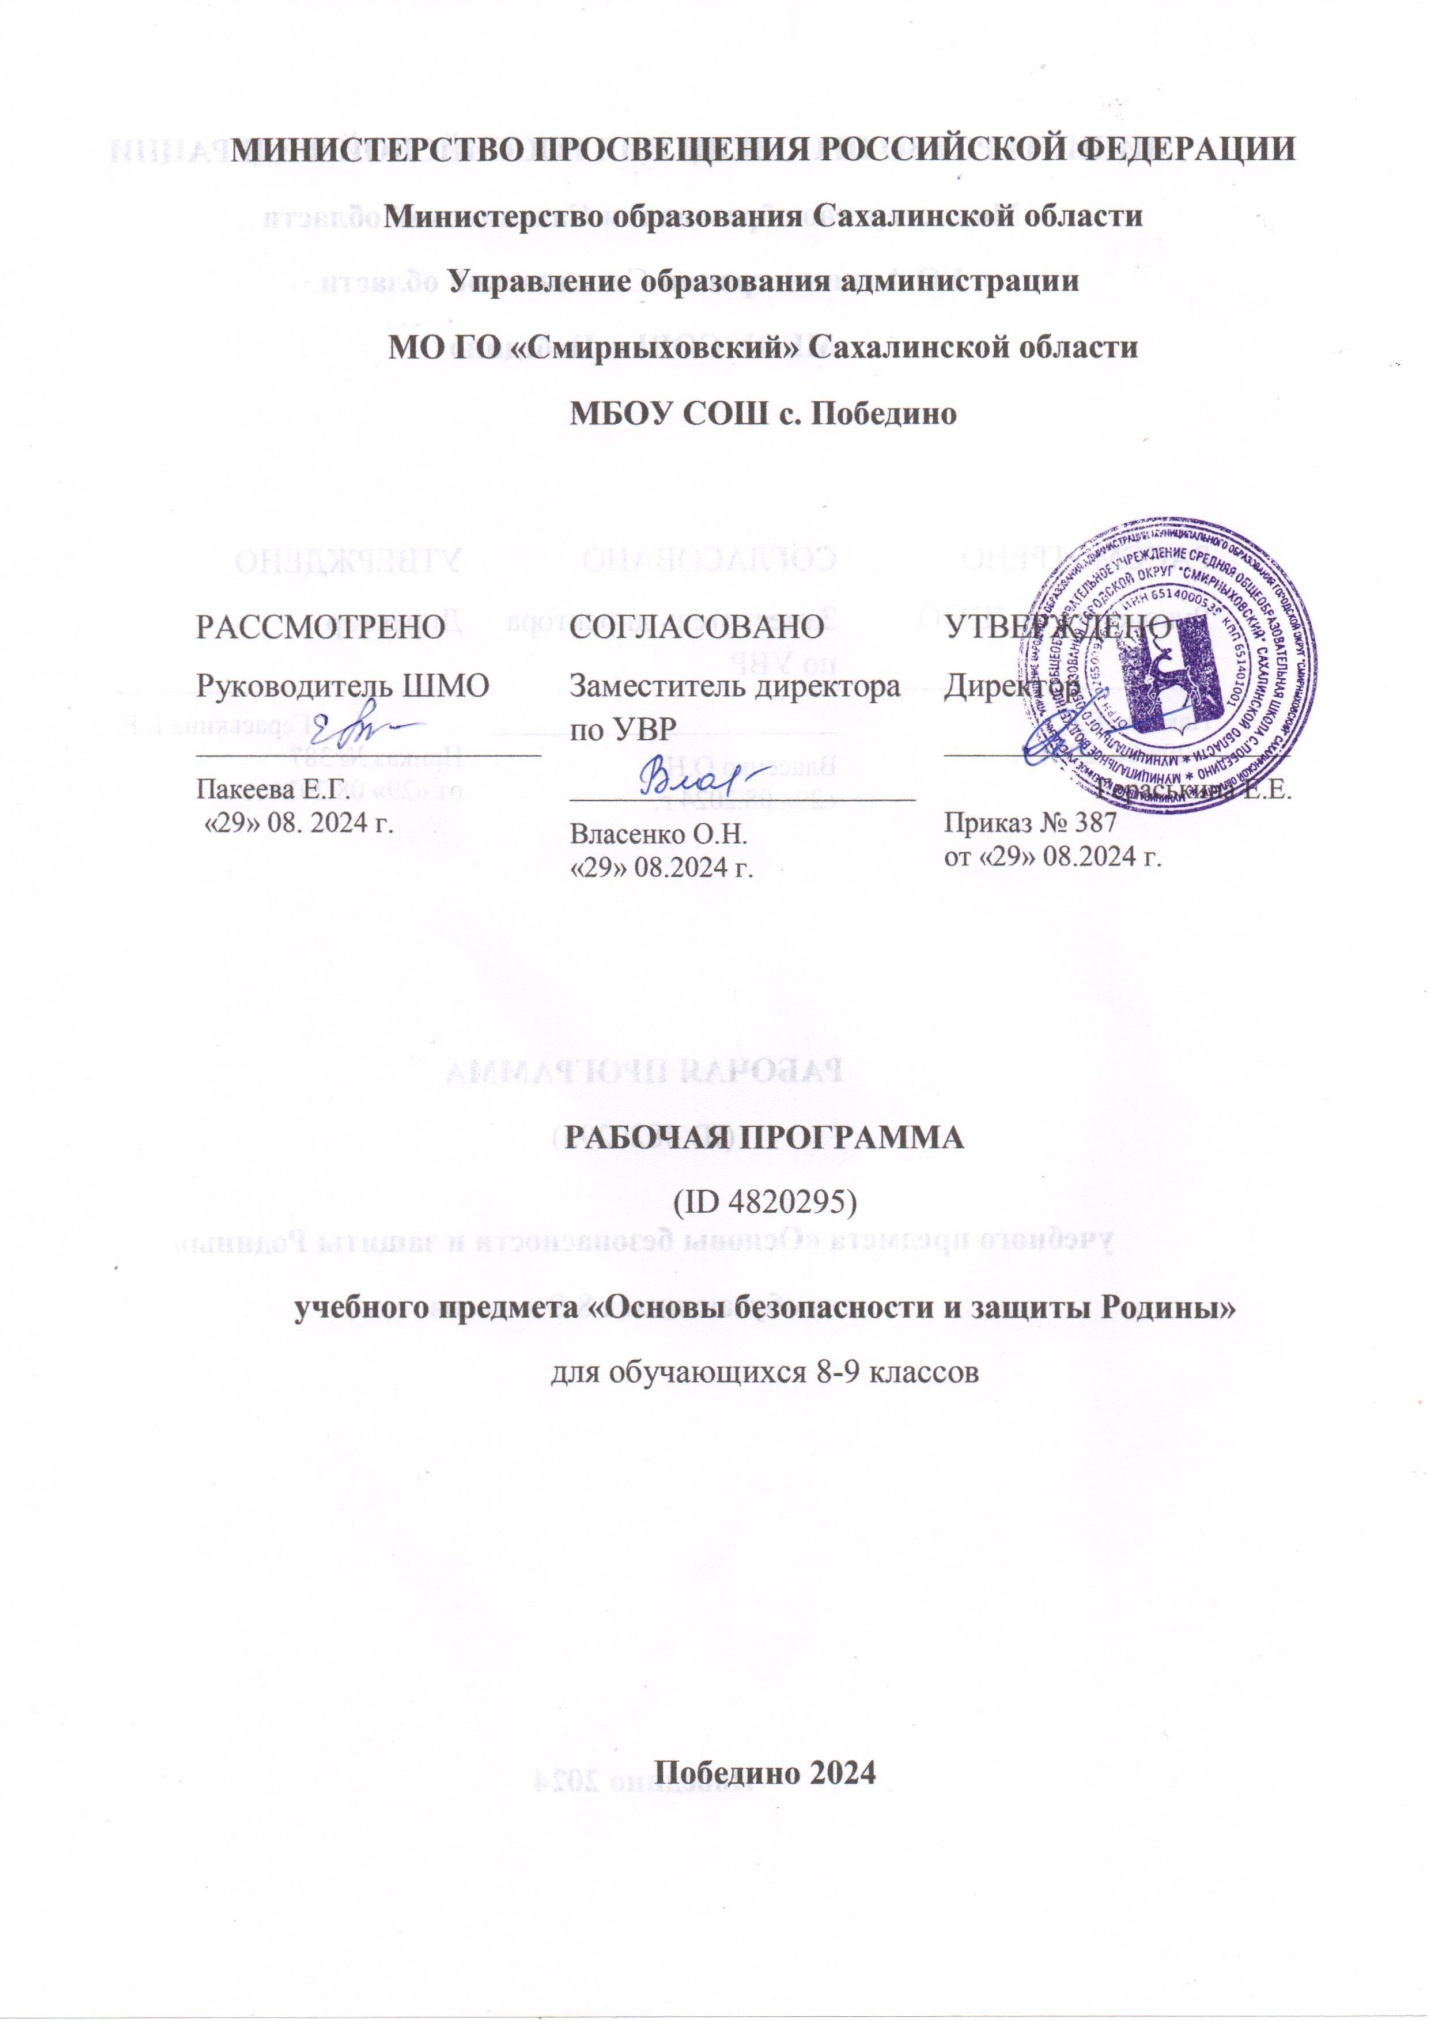 МИНИСТЕРСТВО ПРОСВЕЩЕНИЯ РОССИЙСКОЙ ФЕДЕРАЦИИ
Министерство образования Сахалинской области
Управление образования администрации
МО ГО «Смирныховский» Сахалинской области
МБОУ СОШ с. Победино
РАССМОТРЕНО
Руководитель ШМО
Пакеева Е.Г.
«29» 08. 2024 г.
СОГЛАСОВАНО
Заместитель директора
по УВР
Власенко О.Н.
«29» 08.2024 г.
УТВЕРЖДЕНО
Директор
Гераськина Е.Е.
Приказ № 387
от «29» 08.2024 г.
РАБОЧАЯ ПРОГРАММА
(ID 4820295)
учебного предмета «Основы безопасности и защиты Родины»
для обучающихся 8-9 классов
Победино 2024